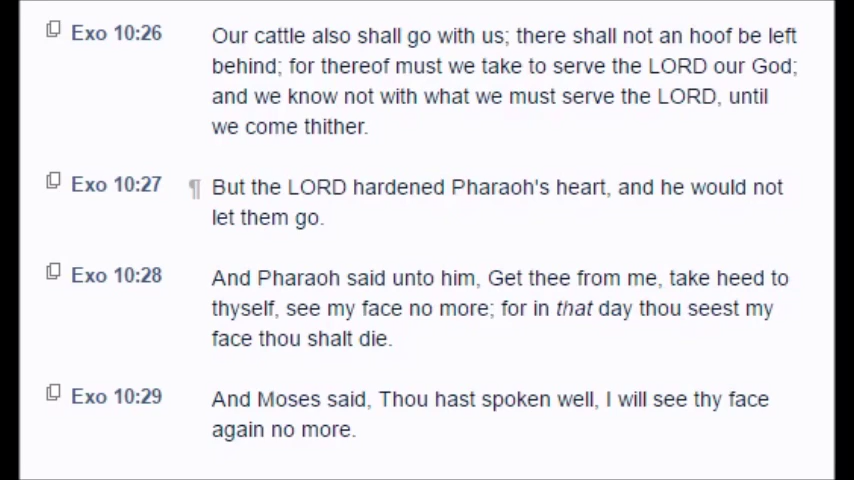 Exo 10:26 Our cattle also shall go with us; there shall not an hoof be left
behind; for thereof must we take to serve the LORD our God;
and we know not with what we must serve the LORD, until
we come thither.
Exo 10:27 ¶ But the LORD hardened Pharaoh's heart, and he would not
let them go.
Exo 10:28 And Pharaoh said unto him, Get thee from me, take heed to
thyself, see my face no more; for in that day thou seest my
face thou shalt die.
Exo 10:29 And Moses said, Thou hast spoken well, I will see thy face
again no more.